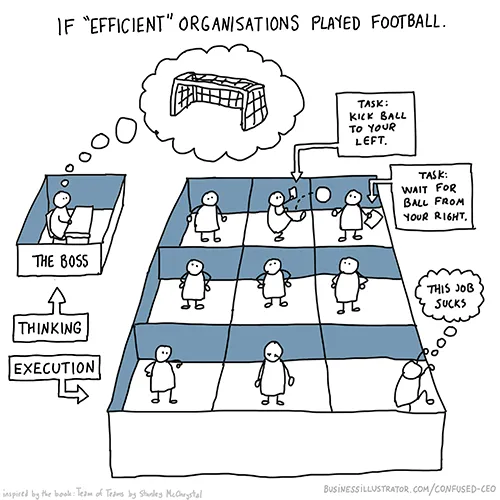 IF "EFFICIENT" ORGANISATIONS PLAYED FOOTBALL.
TASK:
KICK BALL
TO YOUR
LEFT.
TASK:
WAIT FOR
BALL FROM
YOUR RIGHT.
THE BOSS
THINKING
EXECUTION
THIS JOB
SUCKS
inspired by the book: Team of Teams by Stanley McChrystal
BUSINESSILLUSTRATOR.COM/CONFUSED-CEO